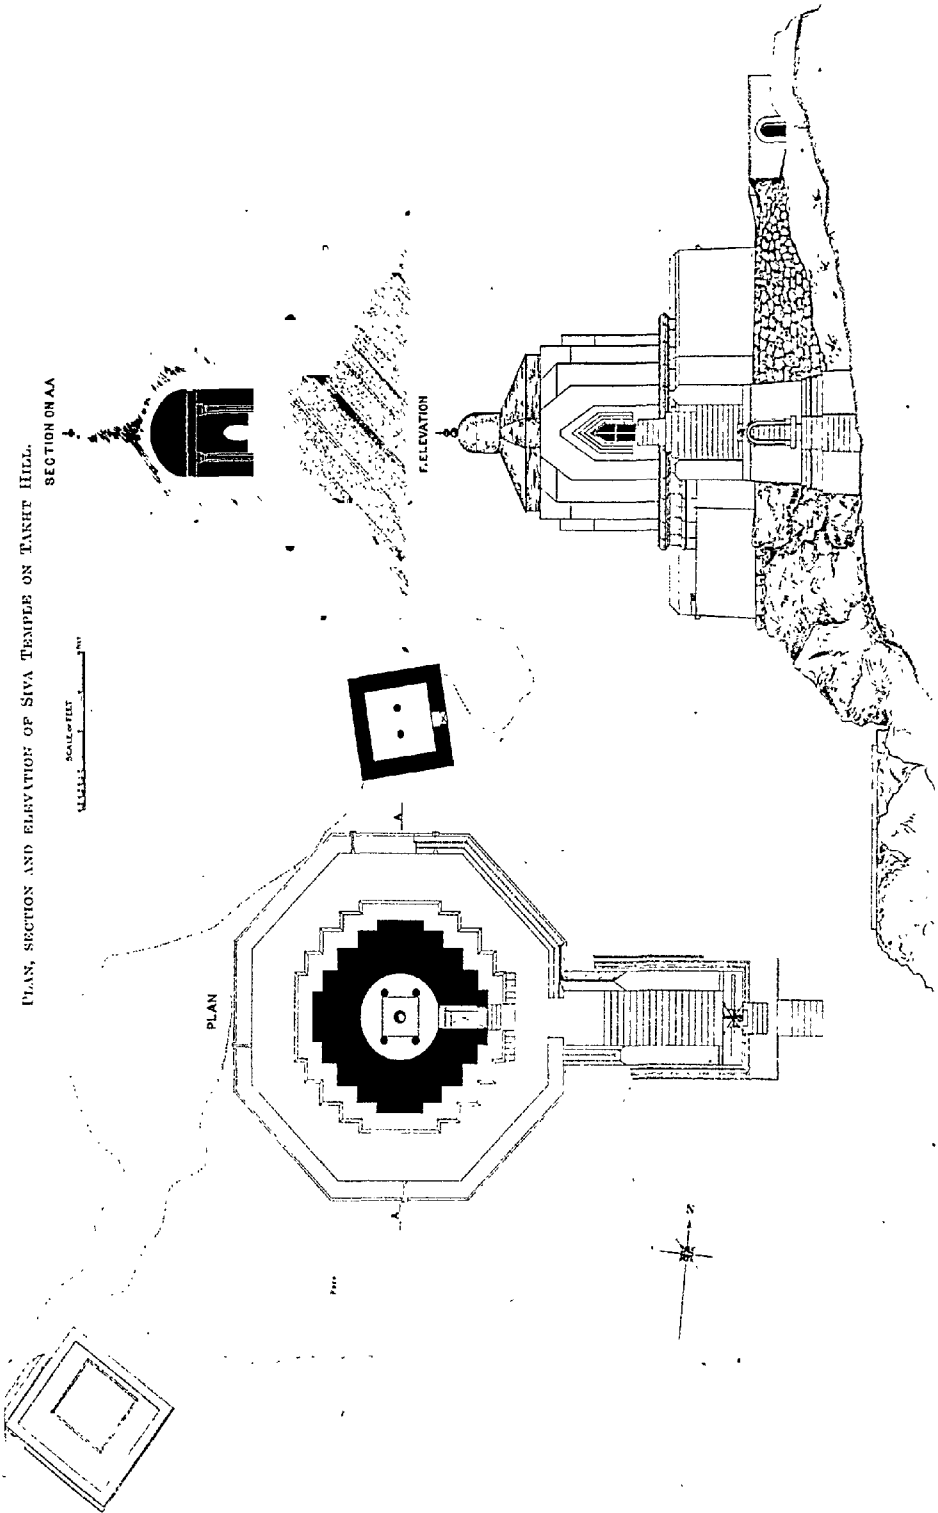 PLAN, SECTION AND ELEVATION OF SIVA TEMPLE ON TAKHT HILL.
SECTION ON AA
SCALE OF FEET
F. ELEVATION
PLAN
A
A
N